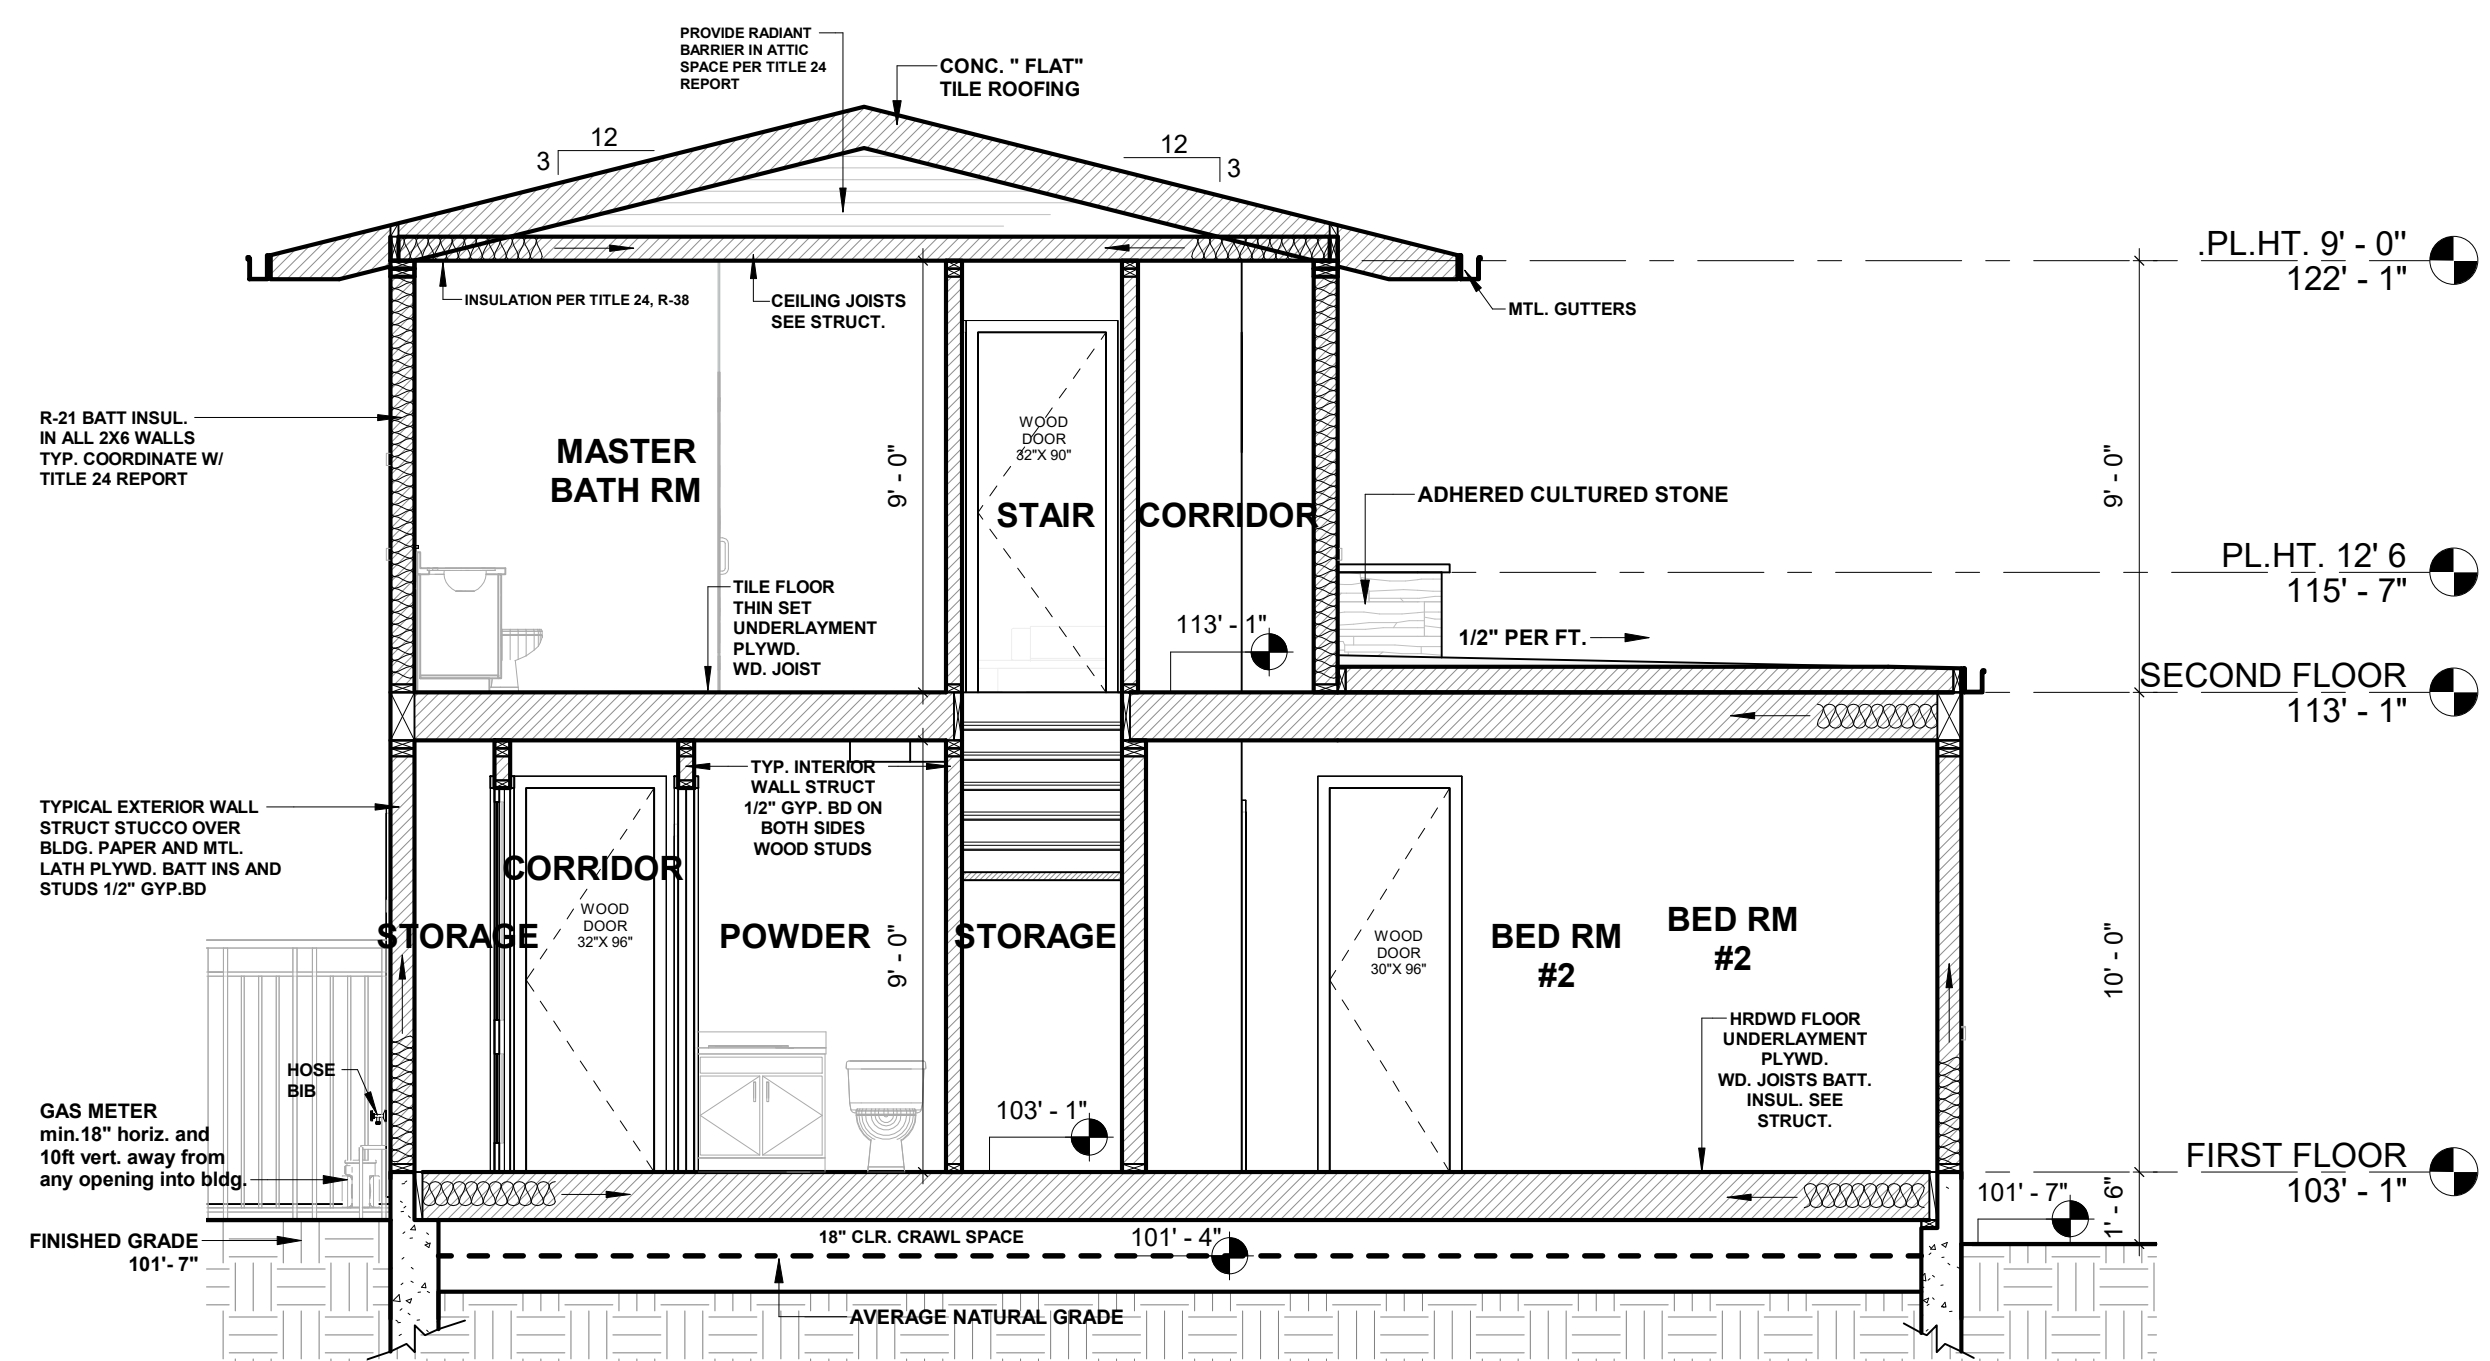 PROVIDE RADIANT
BARRIER IN ATTIC
SPACE PER TITLE 24
REPORT
CONC. " FLAT"
TILE ROOFING
12
3
12
3
.PL.HT. 9' - 0"
122' - 1"
INSULATION PER TITLE 24, R-38
CEILING JOISTS
SEE STRUCT.
MTL. GUTTERS
R-21 BATT INSUL.
IN ALL 2X6 WALLS
TYP. COORDINATE W/
TITLE 24 REPORT
MASTER
BATH RM
9' - 0"
WOOD
DOOR
32"X 90"
STAIR
CORRIDOR
ADHERED CULTURED STONE
9' - 0"
PL.HT. 12' 6
115' - 7"
TILE FLOOR
THIN SET
UNDERLAYMENT
PLYWD.
WD. JOIST
113' - 1"
1/2" PER FT.
SECOND FLOOR
113' - 1"
TYPICAL EXTERIOR WALL
STRUCT STUCCO OVER
BLDG. PAPER AND MTL.
LATH PLYWD. BATT INS AND
STUDS 1/2" GYP.BD
TYP. INTERIOR
WALL STRUCT
1/2" GYP. BD ON
BOTH SIDES
WOOD STUDS
CORRIDOR
STORAGE
WOOD
DOOR
32"X 96"
POWDER
9' - 0"
STORAGE
WOOD
DOOR
30"X 96"
BED RM
#2
BED RM
#2
10' - 0"
HRDWD FLOOR
UNDERLAYMENT
PLYWD.
WD. JOISTS BATT.
INSUL. SEE
STRUCT.
HOSE
BIB
GAS METER
min.18" horiz. and
10ft vert. away from
any opening into bldg.
103' - 1"
FIRST FLOOR
103' - 1"
101' - 7"
1' - 6"
FINISHED GRADE
101'- 7"
18" CLR. CRAWL SPACE
101' - 4"
AVERAGE NATURAL GRADE